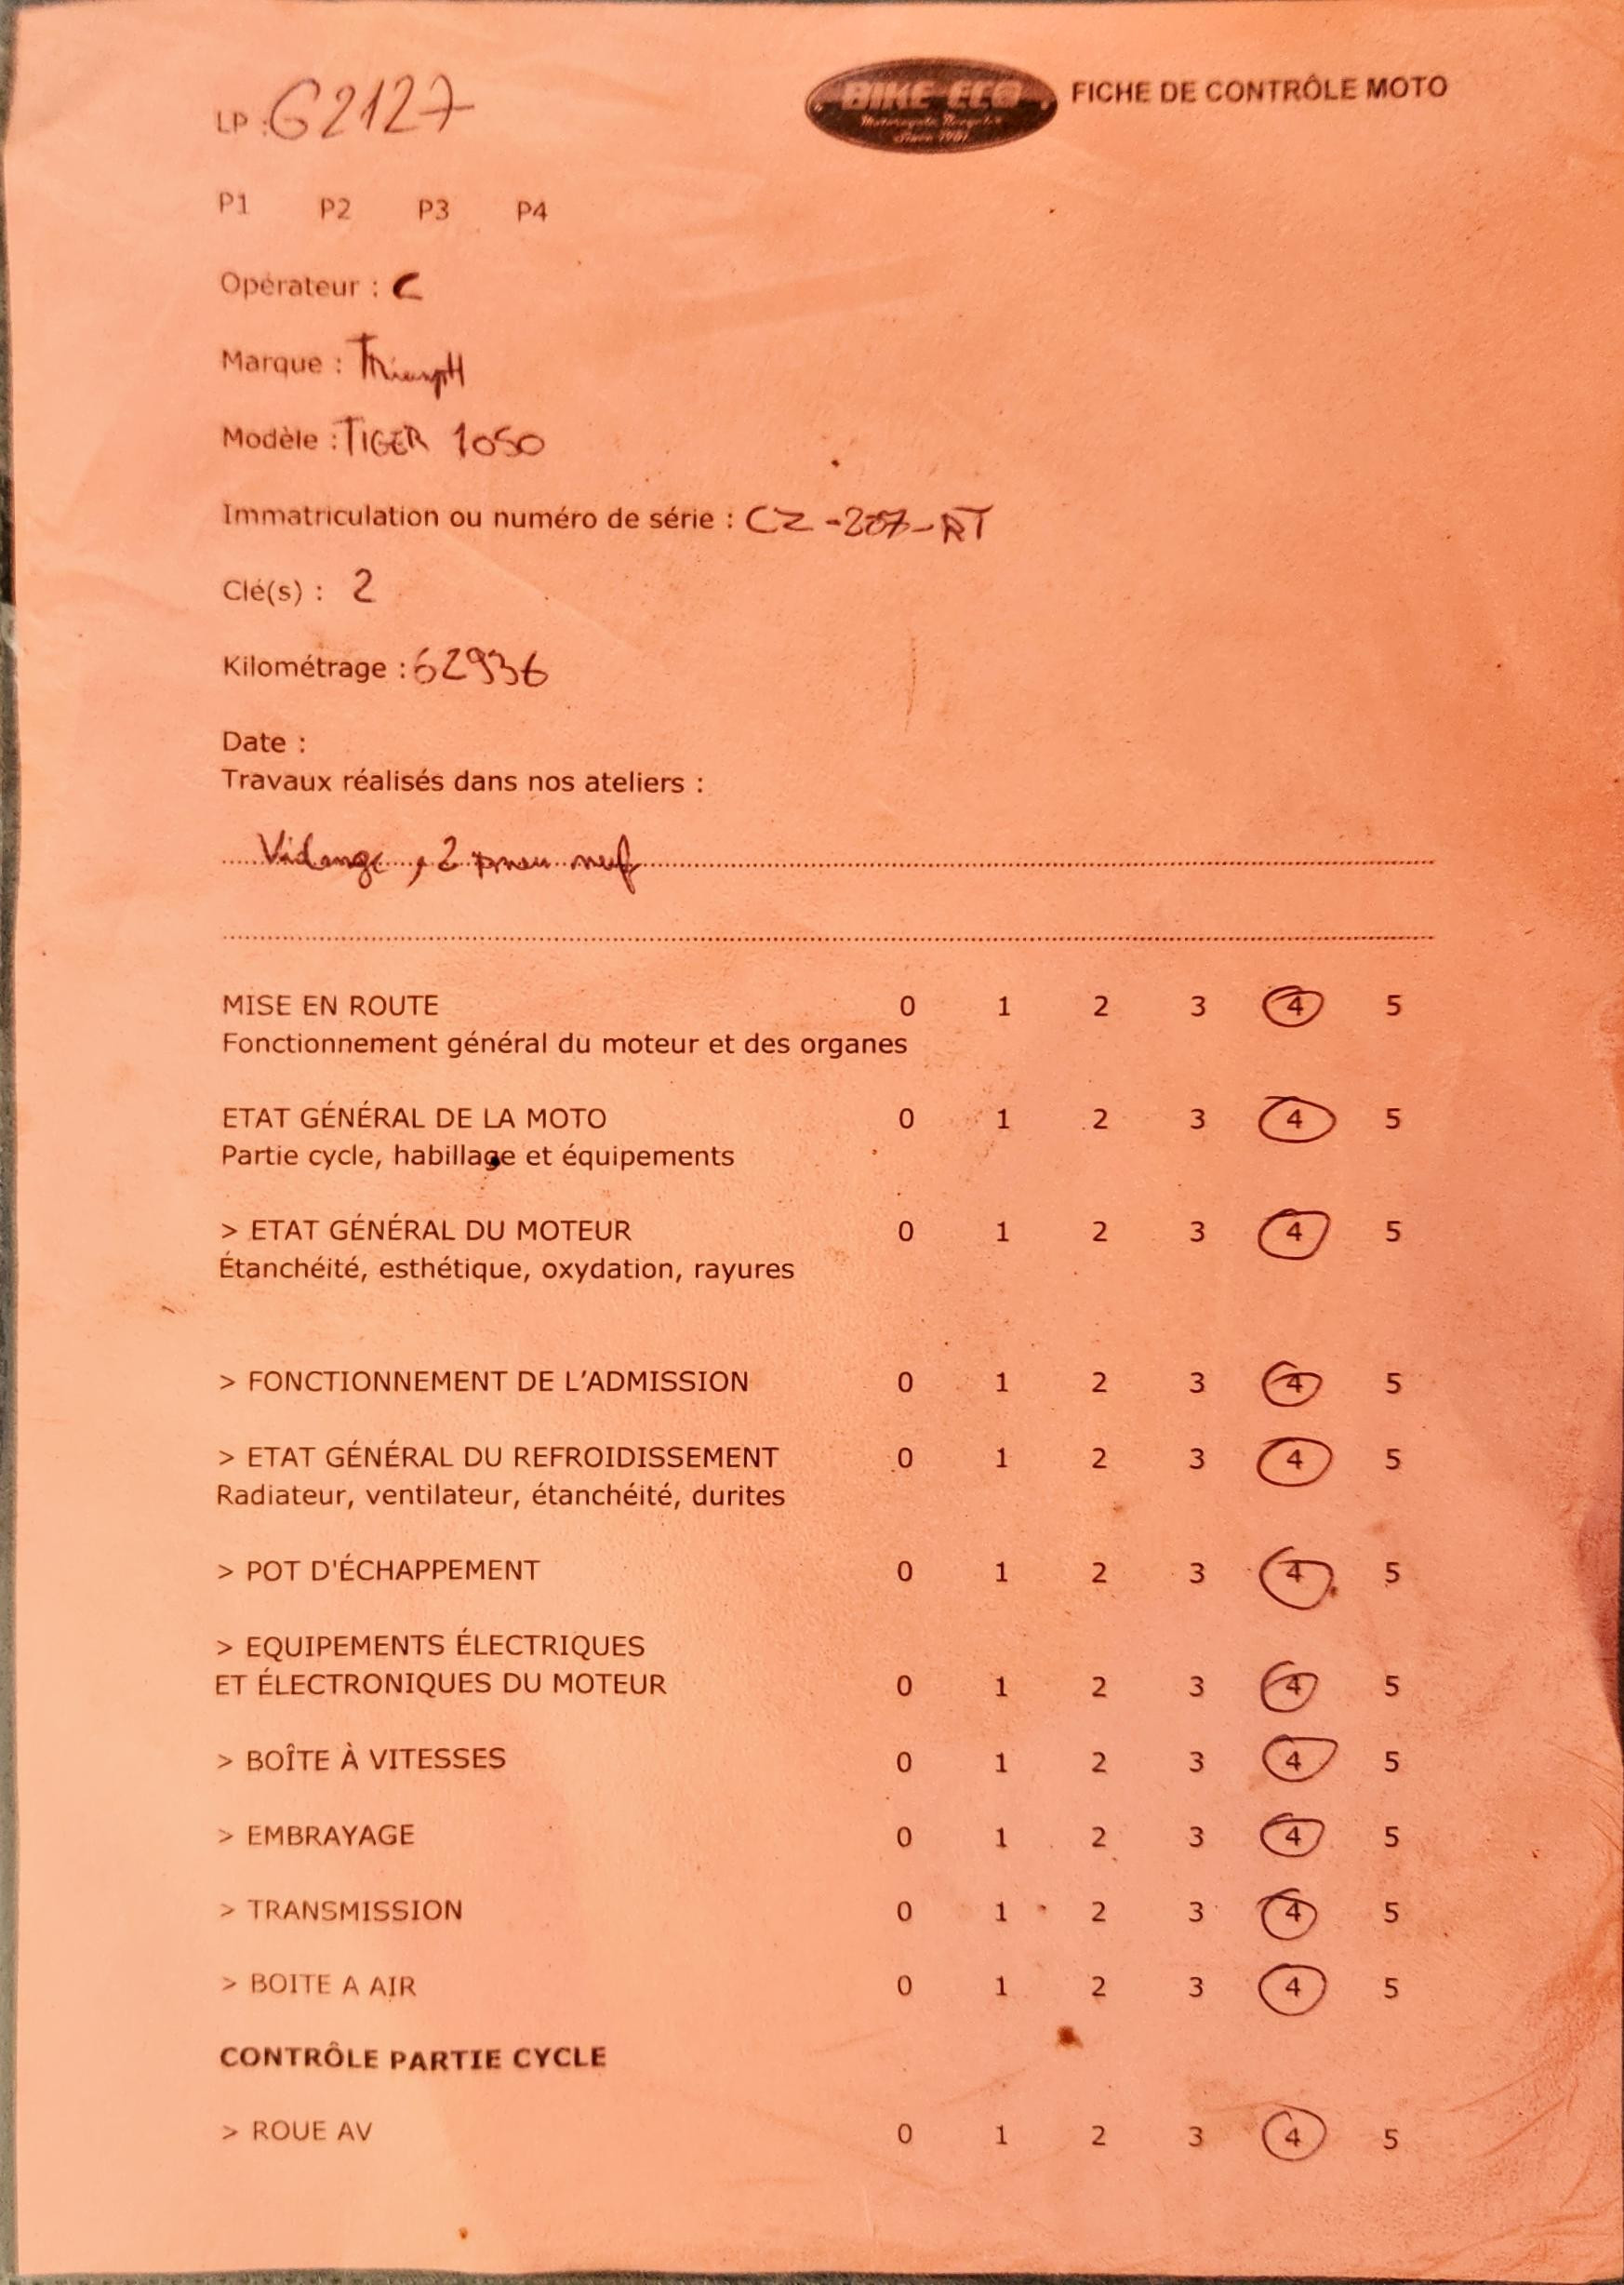 LP : G2127
BIKE ECO
Since 1981
FICHE DE CONTRÔLE MOTO
P1 P2 P3 P4
Opérateur : C
Marque : ThiumpH
Modèle : TIGER 1050
Immatriculation ou numéro de série : CZ-207-RT
Clé(s) : 2
Kilométrage : 62936
Date :
Travaux réalisés dans nos ateliers :
Vidange, 2 pneu neuf
MISE EN ROUTE 0 1 2 3 4 5
Fonctionnement général du moteur et des organes
ETAT GÉNÉRAL DE LA MOTO 0 1 2 3 4 5
Partie cycle, habillage et équipements
> ETAT GÉNÉRAL DU MOTEUR 0 1 2 3 4 5
Étanchéité, esthétique, oxydation, rayures
> FONCTIONNEMENT DE L'ADMISSION 0 1 2 3 4 5
> ETAT GÉNÉRAL DU REFROIDISSEMENT 0 1 2 3 4 5
Radiateur, ventilateur, étanchéité, durites
> POT D'ÉCHAPPEMENT 0 1 2 3 4 5
> EQUIPEMENTS ÉLECTRIQUES
ET ÉLECTRONIQUES DU MOTEUR 0 1 2 3 4 5
> BOÎTE À VITESSES 0 1 2 3 4 5
> EMBRAYAGE 0 1 2 3 4 5
> TRANSMISSION 0 1 2 3 4 5
> BOITE A AIR 0 1 2 3 4 5
CONTRÔLE PARTIE CYCLE
> ROUE AV 0 1 2 3 4 5